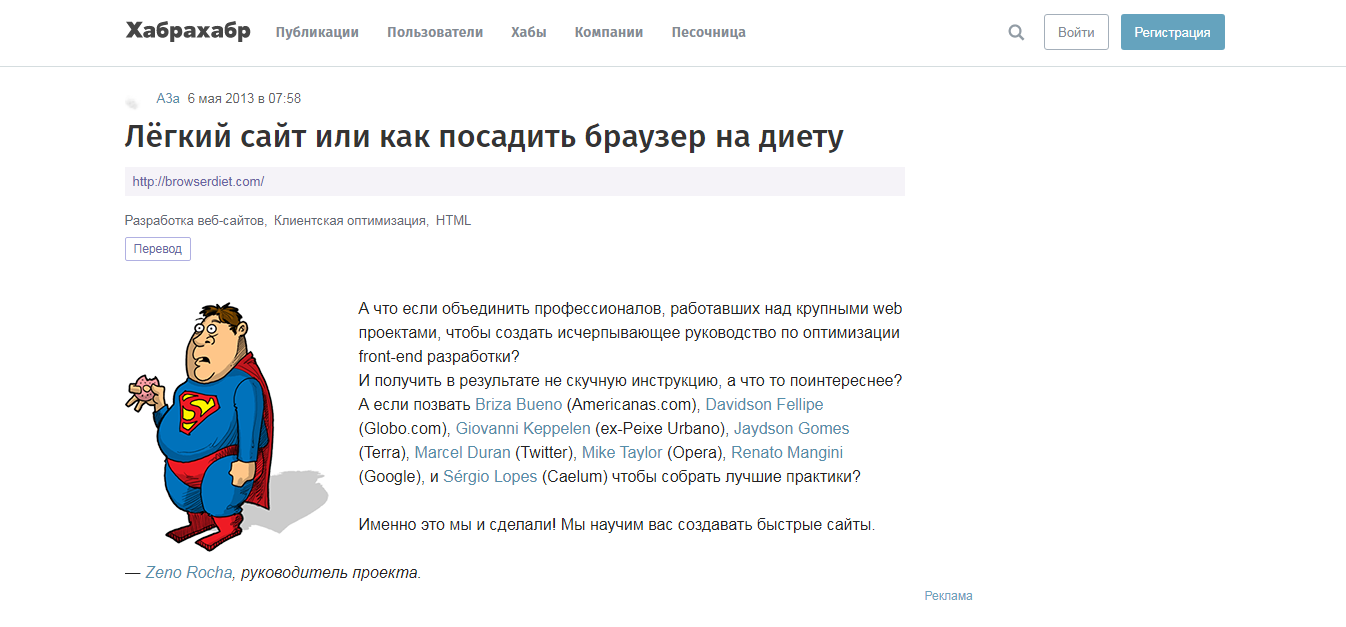 Хабрахабр Публикации Пользователи Хабы Компании Песочница Войти Регистрация
АЗа 6 мая 2013 в 07:58
Лёгкий сайт или как посадить браузер на диету
http://browserdiet.com/
Разработка веб-сайтов, Клиентская оптимизация, HTML
Перевод
А что если объединить профессионалов, работавших над крупными web
проектами, чтобы создать исчерпывающее руководство по оптимизации
front-end разработки?
И получить в результате не скучную инструкцию, а что то поинтереснее?
А если позвать Briza Bueno (Americanas.com), Davidson Fellipe
(Globo.com), Giovanni Keppelen (ex-Peixe Urbano), Jaydson Gomes
(Terra), Marcel Duran (Twitter), Mike Taylor (Opera), Renato Mangini
(Google), и Sérgio Lopes (Caelum) чтобы собрать лучшие практики?
S
Именно это мы и сделали! Мы научим вас создавать быстрые сайты.
— Zeno Rocha, руководитель проекта.
Реклама